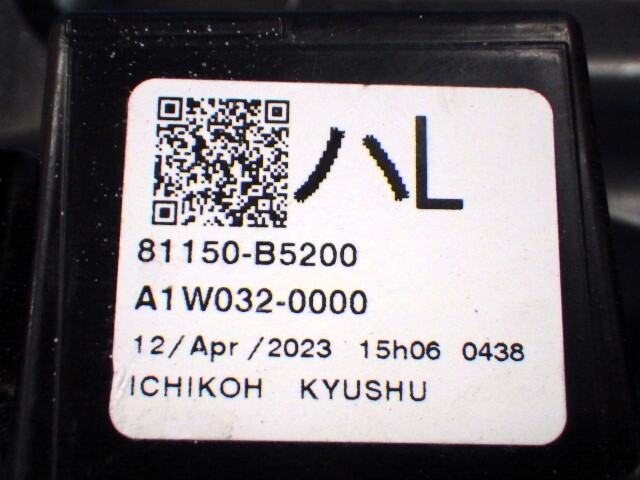 ハL
81150-B5200
A1W032-0000
12/Apr/2023 15h06 0438
ICHIKOH KYUSHU